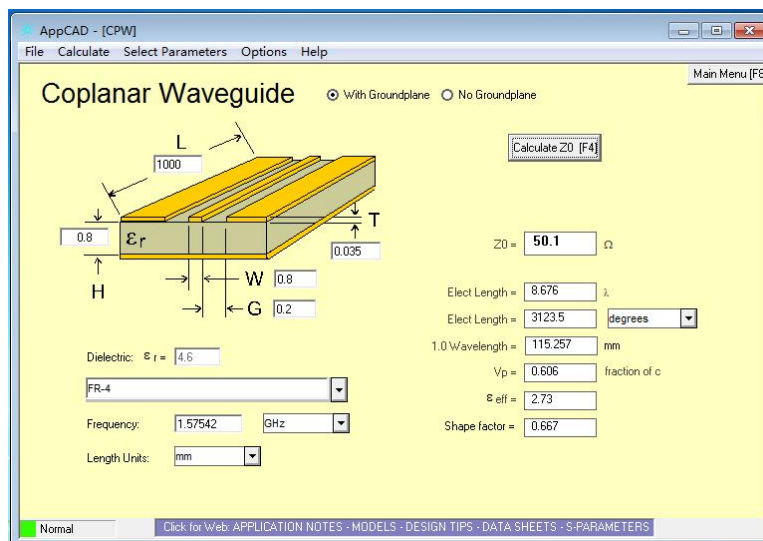 AppCAD - [CPW]
File Calculate Select Parameters Options Help
Main Menu [F8
Coplanar Waveguide
With Groundplane No Groundplane
Calculate Z0 [F4]
L
1000
0.8
εr
T
0.035
H
W 0.8
G 0.2
Z0 = 50.1 Ω
Elect Length = 8.676 λ
Elect Length = 3123.5 degrees
1.0 Wavelength = 115.257 mm
Vp = 0.606 fraction of c
ε eff = 2.73
Shape factor = 0.667
Dielectric: ε r = 4.6
FR-4
Frequency: 1.57542 GHz
Length Units: mm
Normal
Click for Web: APPLICATION NOTES - MODELS - DESIGN TIPS - DATA SHEETS - S-PARAMETERS